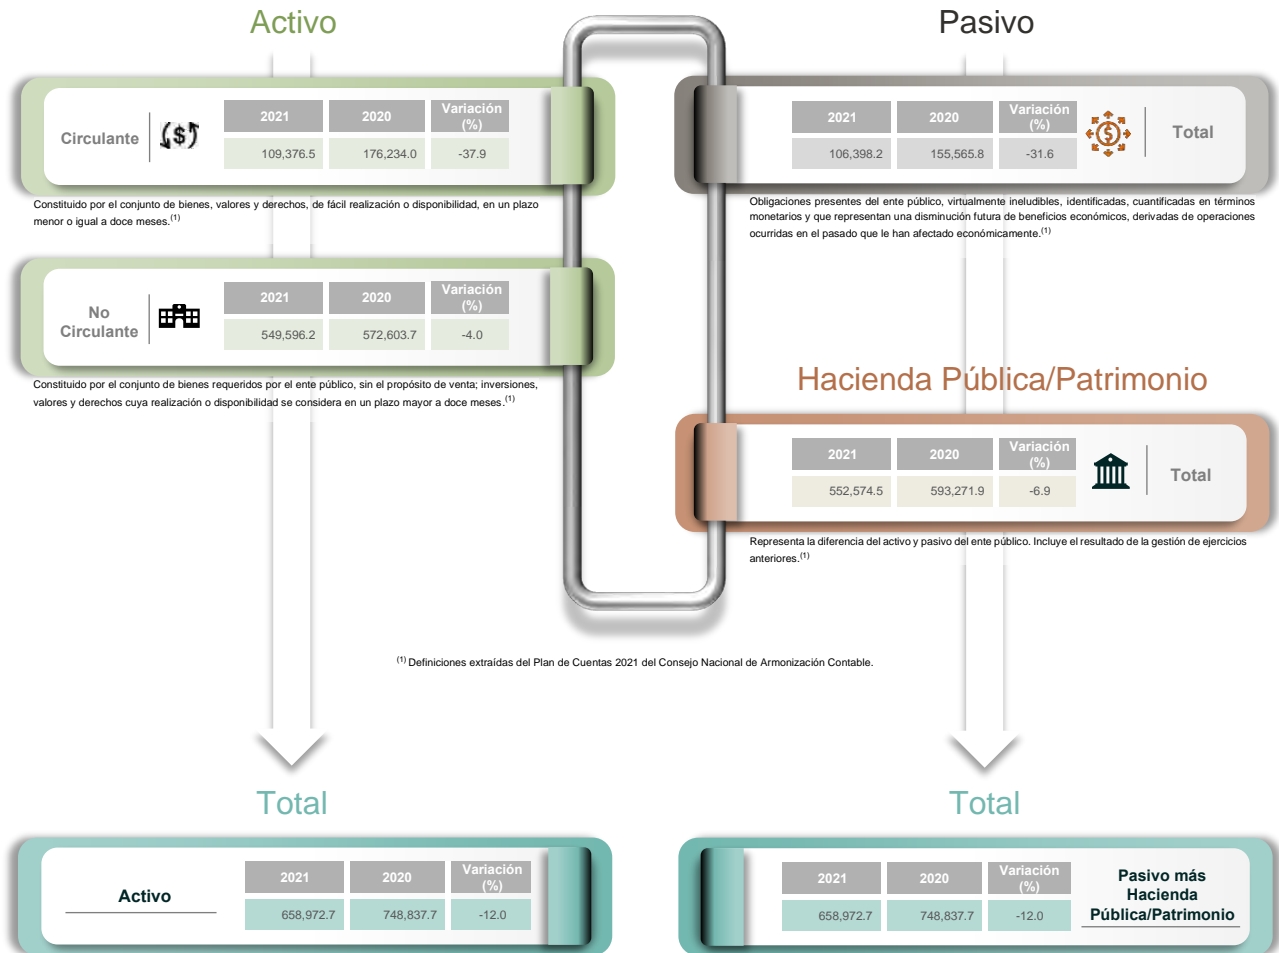 Activo
Circulante
2021 2020 Variación
(%)
109,376.5 176,234.0 -37.9
Constituido por el conjunto de bienes, valores y derechos, de fácil realización o disponibilidad, en un plazo
menor o igual a doce meses.(1)
No
Circulante
2021 2020 Variación
(%)
549,596.2 572,603.7 -4.0
Constituido por el conjunto de bienes requeridos por el ente público, sin el propósito de venta; inversiones,
valores y derechos cuya realización o disponibilidad se considera en un plazo mayor a doce meses.(1)
Pasivo
2021 2020 Variación
(%)
106,398.2 155,565.8 -31.6
Total
Obligaciones presentes del ente público, virtualmente ineludibles, identificadas, cuantificadas en términos
monetarios y que representan una disminución futura de beneficios económicos, derivadas de operaciones
ocurridas en el pasado que le han afectado económicamente.(1)
Hacienda Pública/Patrimonio
2021 2020 Variación
(%)
552,574.5 593,271.9 -6.9
Total
Representa la diferencia del activo y pasivo del ente público. Incluye el resultado de la gestión de ejercicios
anteriores.(1)
(1) Definiciones extraídas del Plan de Cuentas 2021 del Consejo Nacional de Armonización Contable.
Total
Activo
2021 2020 Variación
(%)
658,972.7 748,837.7 -12.0
Total
2021 2020 Variación
(%)
658,972.7 748,837.7 -12.0
Pasivo más
Hacienda
Pública/Patrimonio